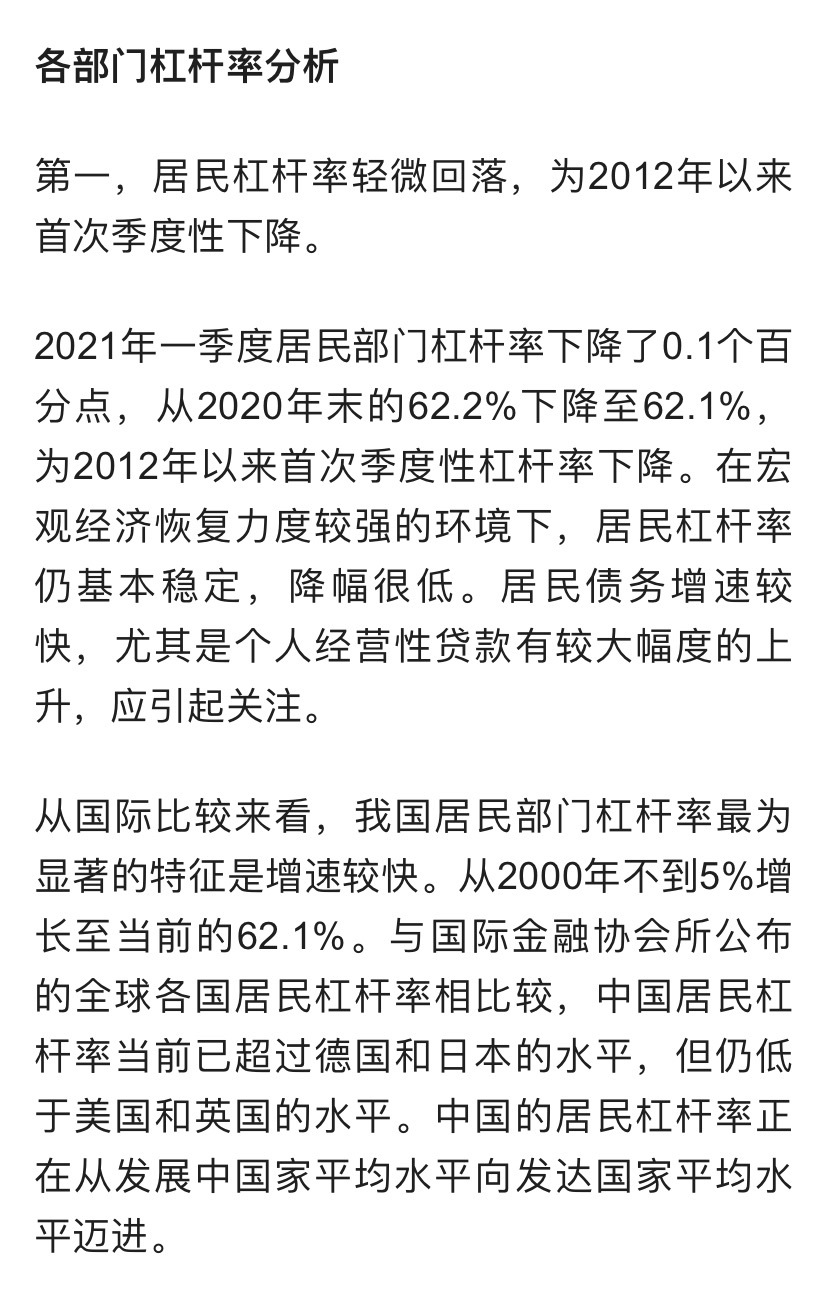 各部门杠杆率分析
第一，居民杠杆率轻微回落，为2012年以来
首次季度性下降。
2021年一季度居民部门杠杆率下降了0.1个百
分点，从2020年末的62.2%下降至62.1%，
为2012年以来首次季度性杠杆率下降。在宏
观经济恢复力度较强的环境下，居民杠杆率
仍基本稳定，降幅很低。居民债务增速较
快，尤其是个人经营性贷款有较大幅度的上
升，应引起关注。
从国际比较来看，我国居民部门杠杆率最为
显著的特征是增速较快。从2000年不到5%增
长至当前的62.1%。与国际金融协会所公布
的全球各国居民杠杆率相比较，中国居民杠
杆率当前已超过德国和日本的水平，但仍低
于美国和英国的水平。中国的居民杠杆率正
在从发展中国家平均水平向发达国家平均水
平迈进。